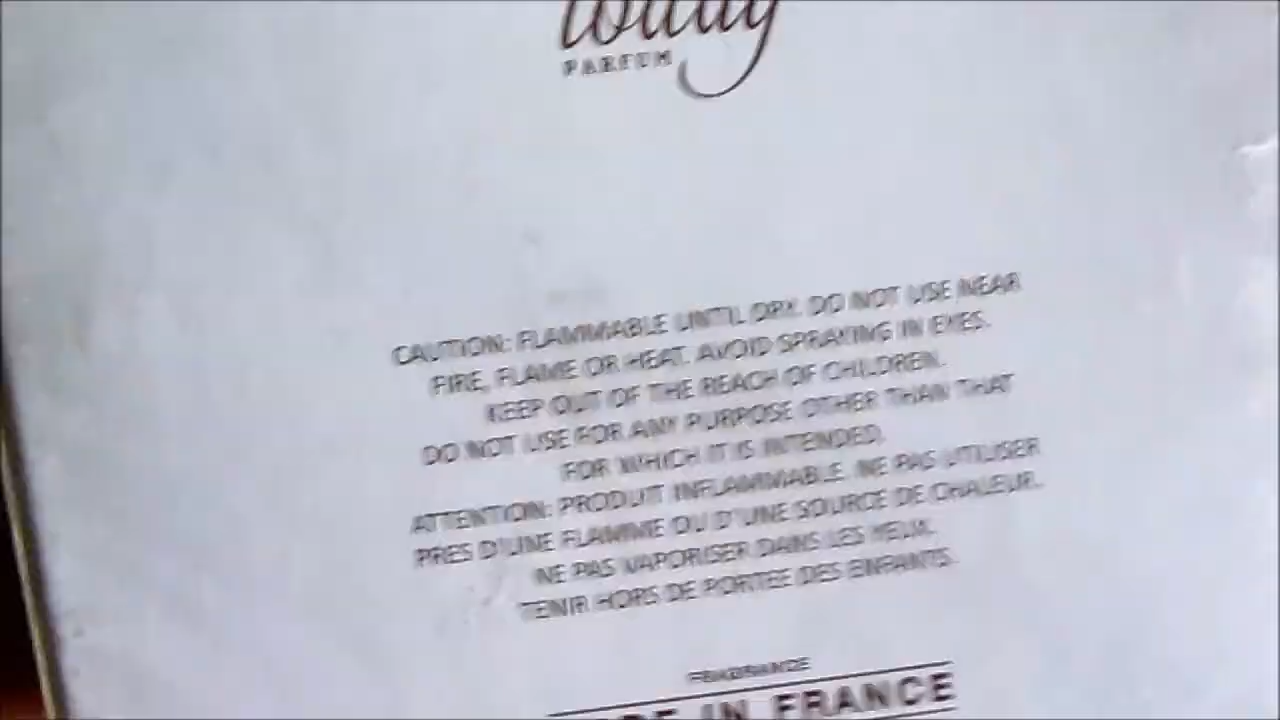 today
PARFUM
CAUTION: FLAMMABLE UNTIL DRY. DO NOT USE NEAR
FIRE, FLAME OR HEAT. AVOID SPRAYING IN EYES.
KEEP OUT OF THE REACH OF CHILDREN.
DO NOT USE FOR ANY PURPOSE OTHER THAN THAT
FOR WHICH IT IS INTENDED.
ATTENTION: PRODUIT INFLAMMABLE. NE PAS UTILISER
PRES D'UNE FLAMME OU D'UNE SOURCE DE CHALEUR.
NE PAS VAPORISER DANS LES YEUX.
TENIR HORS DE PORTEE DES ENFANTS.
FRAGRANCE
IN FRANCE